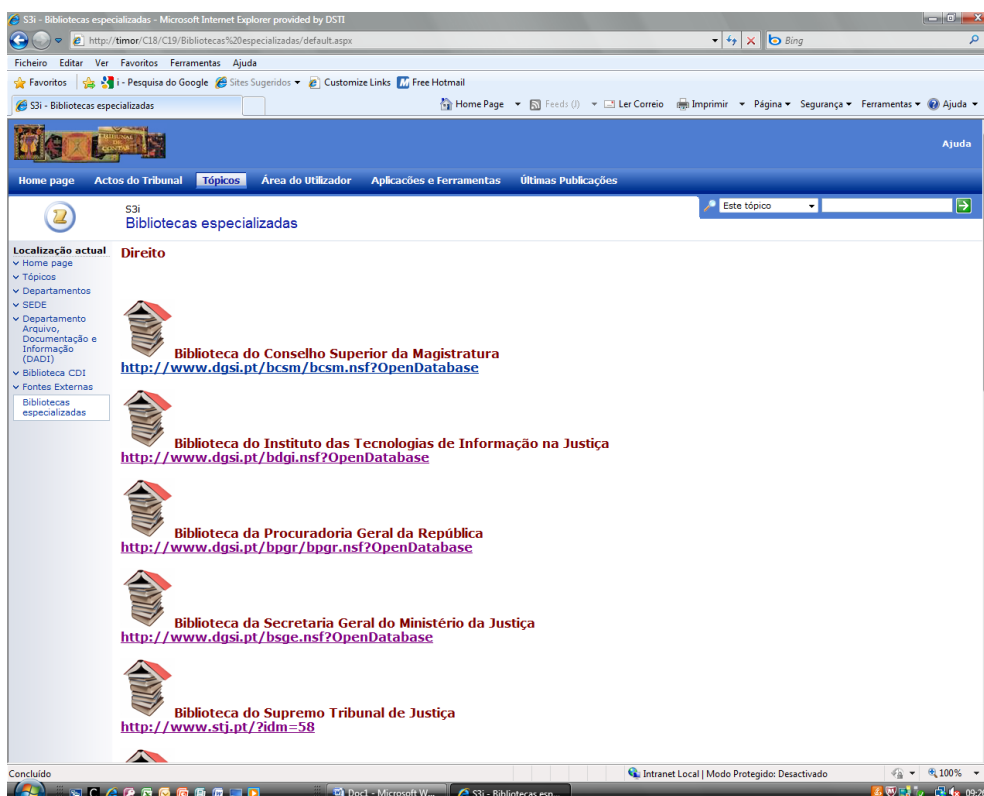 S3i - Bibliotecas especializadas - Microsoft Internet Explorer provided by DSTI
http://timor/C18/C19/Bibliotecas%20especializadas/default.aspx
Bing
Ficheiro Editar Ver Favoritos Ferramentas Ajuda
Favoritos i - Pesquisa do Google Sites Sugeridos Customize Links Free Hotmail
S3i - Bibliotecas especializadas
Home Page Feeds (J) Ler Correio Imprimir Página Segurança Ferramentas Ajuda
TRIBUNAL
DE
CONTAS
Ajuda
Home page Actos do Tribunal Tópicos Área do Utilizador Aplicacões e Ferramentas Últimas Publicações
S3i
Bibliotecas especializadas
Este tópico
Localização actual
Home page
Tópicos
Departamentos
SEDE
Departamento
Arquivo,
Documentação e
Informação
(DADI)
Biblioteca CDI
Fontes Externas
Bibliotecas
especializadas
Direito
Biblioteca do Conselho Superior da Magistratura
http://www.dgsi.pt/bcsm/bcsm.nsf?OpenDatabase
Biblioteca do Instituto das Tecnologias de Informação na Justiça
http://www.dgsi.pt/bdgi.nsf?OpenDatabase
Biblioteca da Procuradoria Geral da República
http://www.dgsi.pt/bpgr/bpgr.nsf?OpenDatabase
Biblioteca da Secretaria Geral do Ministério da Justiça
http://www.dgsi.pt/bsge.nsf?OpenDatabase
Biblioteca do Supremo Tribunal de Justiça
http://www.stj.pt/?idm=58
Concluído
Intranet Local | Modo Protegido: Desactivado
100%
Doc1 - Microsoft W...
S3i - Bibliotecas esp...